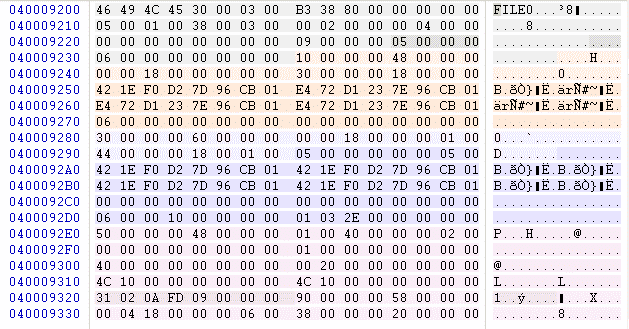 040009200 46 49 4C 45 30 00 03 00 B3 38 80 00 00 00 00 00 FILE0...³8▮.....
040009210 05 00 01 00 38 00 03 00 00 02 00 00 00 04 00 00 ....8...........
040009220 00 00 00 00 00 00 00 00 09 00 00 00 05 00 00 00 ................
040009230 06 00 00 00 00 00 00 00 10 00 00 00 48 00 00 00 ............H...
040009240 00 00 18 00 00 00 00 00 30 00 00 00 18 00 00 00 ........0.......
040009250 42 1E F0 D2 7D 96 CB 01 E4 72 D1 23 7E 96 CB 01 B.ðÒ}▮Ë.ärÑ#~▮Ë.
040009260 E4 72 D1 23 7E 96 CB 01 E4 72 D1 23 7E 96 CB 01 ärÑ#~▮Ë.ärÑ#~▮Ë.
040009270 06 00 00 00 00 00 00 00 00 00 00 00 00 00 00 00 ................
040009280 30 00 00 00 60 00 00 00 00 00 18 00 00 00 01 00 0...`...........
040009290 44 00 00 00 18 00 01 00 05 00 00 00 00 00 05 00 D...............
0400092A0 42 1E F0 D2 7D 96 CB 01 42 1E F0 D2 7D 96 CB 01 B.ðÒ}▮Ë.B.ðÒ}▮Ë.
0400092B0 42 1E F0 D2 7D 96 CB 01 42 1E F0 D2 7D 96 CB 01 B.ðÒ}▮Ë.B.ðÒ}▮Ë.
0400092C0 00 00 00 00 00 00 00 00 00 00 00 00 00 00 00 00 ................
0400092D0 06 00 00 10 00 00 00 00 01 03 2E 00 00 00 00 00 ................
0400092E0 50 00 00 00 48 00 00 00 01 00 40 00 00 00 02 00 P...H.....@.....
0400092F0 00 00 00 00 00 00 00 00 01 00 00 00 00 00 00 00 ................
040009300 40 00 00 00 00 00 00 00 00 20 00 00 00 00 00 00 @........ ......
040009310 4C 10 00 00 00 00 00 00 4C 10 00 00 00 00 00 00 L.......L.......
040009320 31 02 0A FD 09 00 00 00 90 00 00 00 58 00 00 00 1..ý....▮...X...
040009330 00 04 18 00 00 00 06 00 38 00 00 00 20 00 00 00 ........8... ...